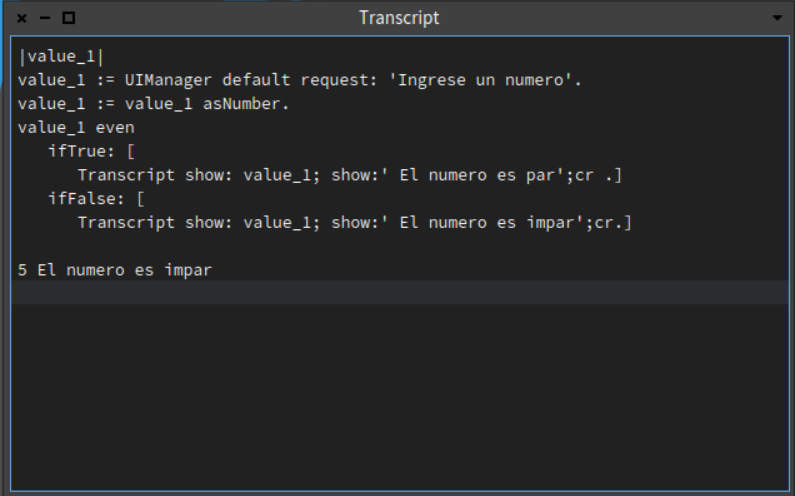 Transcript
|value_1|
value_1 := UIManager default request: 'Ingrese un numero'.
value_1 := value_1 asNumber.
value_1 even
ifTrue: [
Transcript show: value_1; show:' El numero es par';cr .]
ifFalse: [
Transcript show: value_1; show:' El numero es impar';cr.]
5 El numero es impar